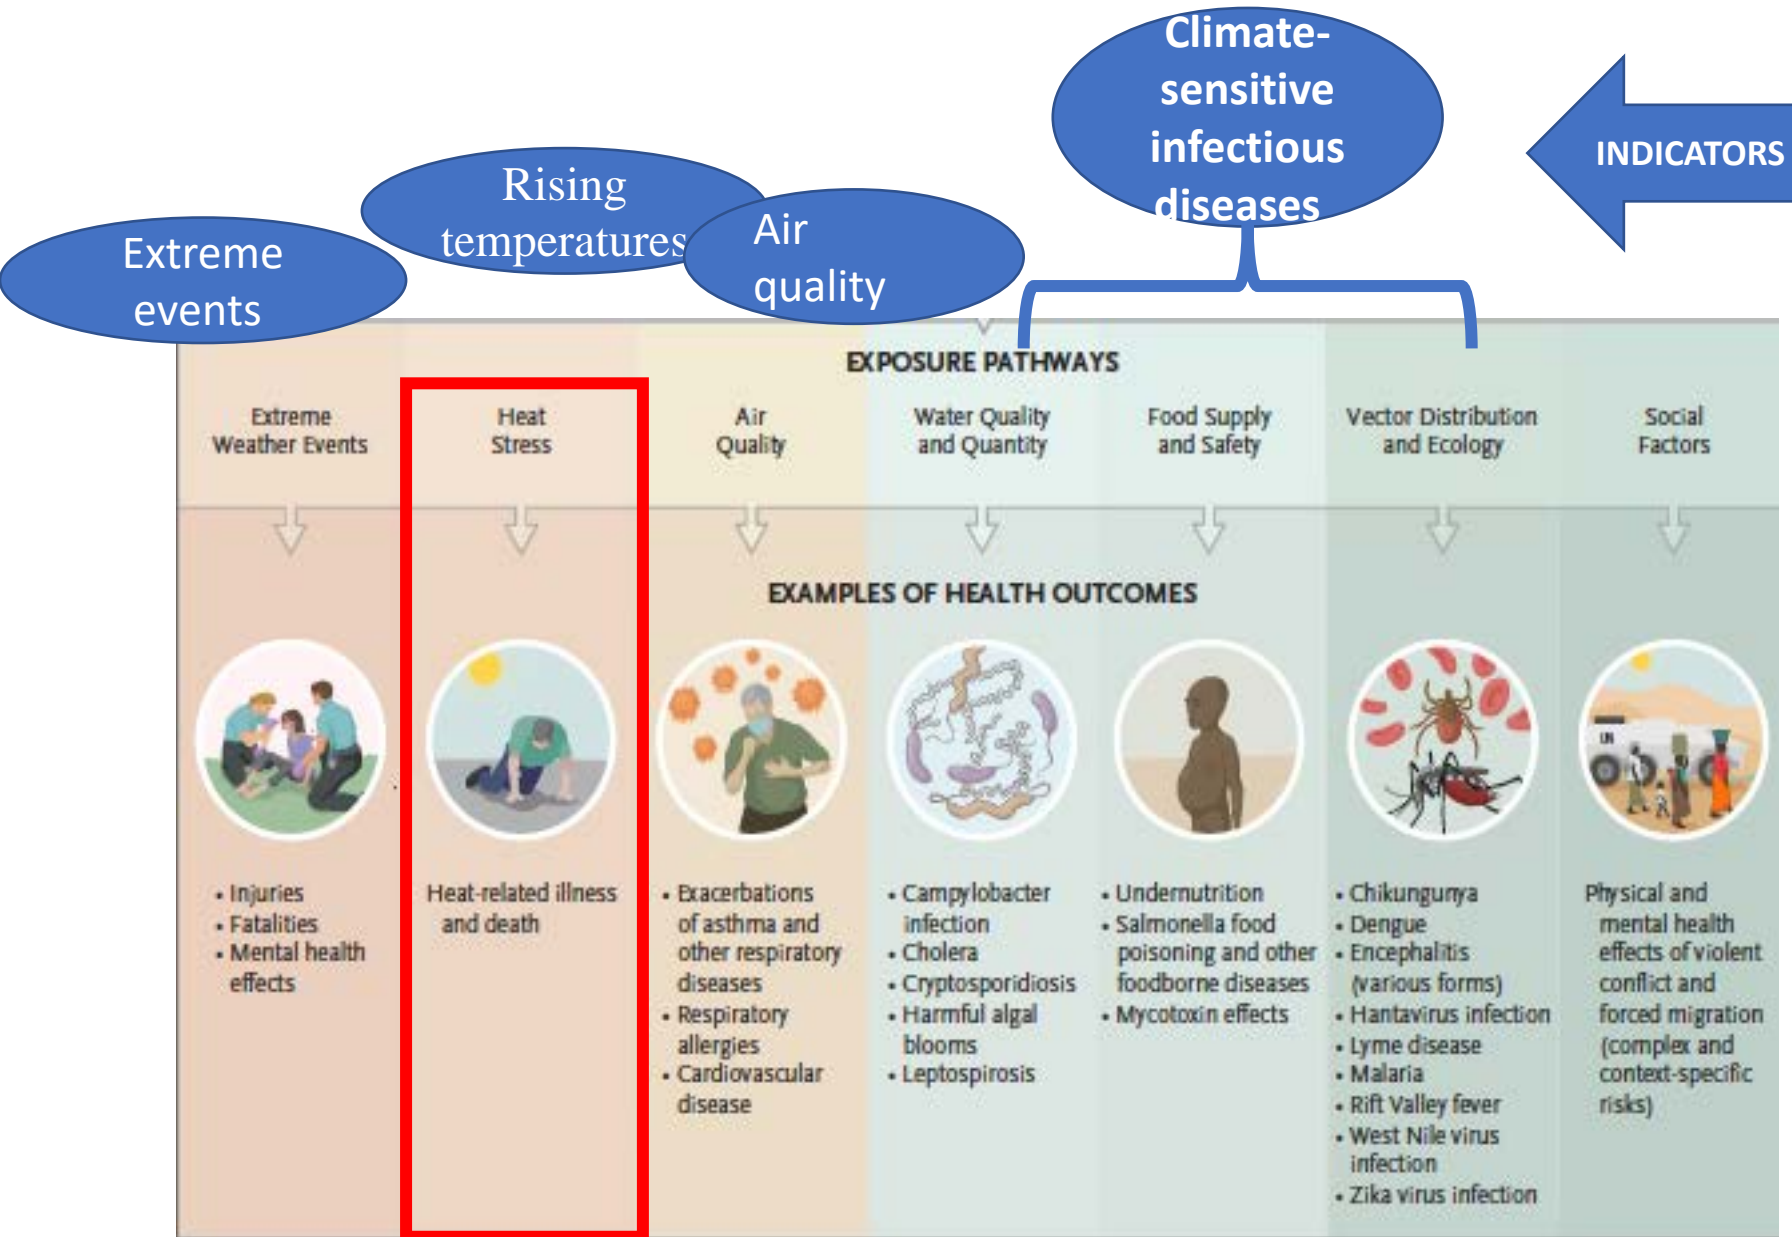 Climate-
sensitive
infectious
diseases
INDICATORS
Rising
temperatures
Air
quality
Extreme
events
EXPOSURE PATHWAYS
Extreme
Weather Events
Heat
Stress
Air
Quality
Water Quality
and Quantity
Food Supply
and Safety
Vector Distribution
and Ecology
Social
Factors
EXAMPLES OF HEALTH OUTCOMES
UN
• Injuries
• Fatalities
• Mental health
effects
Heat-related illness
and death
• Exacerbations
of asthma and
other respiratory
diseases
• Respiratory
allergies
• Cardiovascular
disease
• Campylobacter
infection
• Cholera
• Cryptosporidiosis
• Harmful algal
blooms
• Leptospirosis
• Undernutrition
• Salmonella food
poisoning and other
foodborne diseases
• Mycotoxin effects
• Chikungunya
• Dengue
• Encephalitis
(various forms)
• Hantavirus infection
• Lyme disease
• Malaria
• Rift Valley fever
• West Nile virus
infection
• Zika virus infection
Physical and
mental health
effects of violent
conflict and
forced migration
(complex and
context-specific
risks)